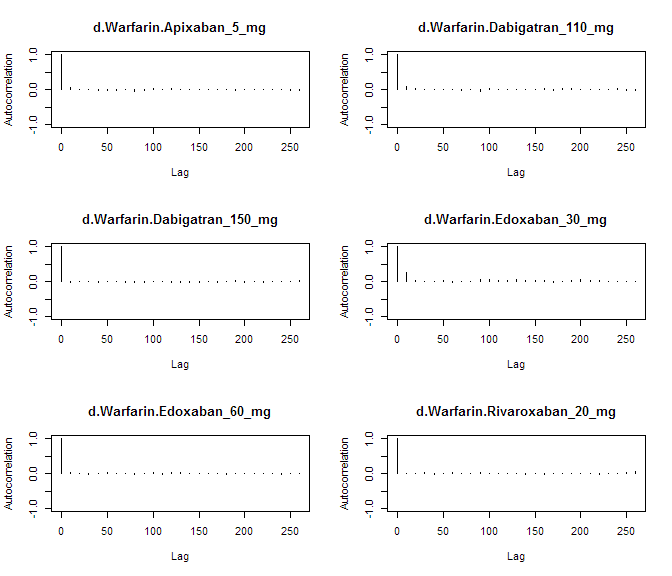 d.Warfarin.Apixaban_5_mg
Autocorrelation
1.0
0.0
-1.0
0 50 100 150 200 250
Lag
d.Warfarin.Dabigatran_110_mg
Autocorrelation
1.0
0.0
-1.0
0 50 100 150 200 250
Lag
d.Warfarin.Dabigatran_150_mg
Autocorrelation
1.0
0.0
-1.0
0 50 100 150 200 250
Lag
d.Warfarin.Edoxaban_30_mg
Autocorrelation
1.0
0.0
-1.0
0 50 100 150 200 250
Lag
d.Warfarin.Edoxaban_60_mg
Autocorrelation
1.0
0.0
-1.0
0 50 100 150 200 250
Lag
d.Warfarin.Rivaroxaban_20_mg
Autocorrelation
1.0
0.0
-1.0
0 50 100 150 200 250
Lag